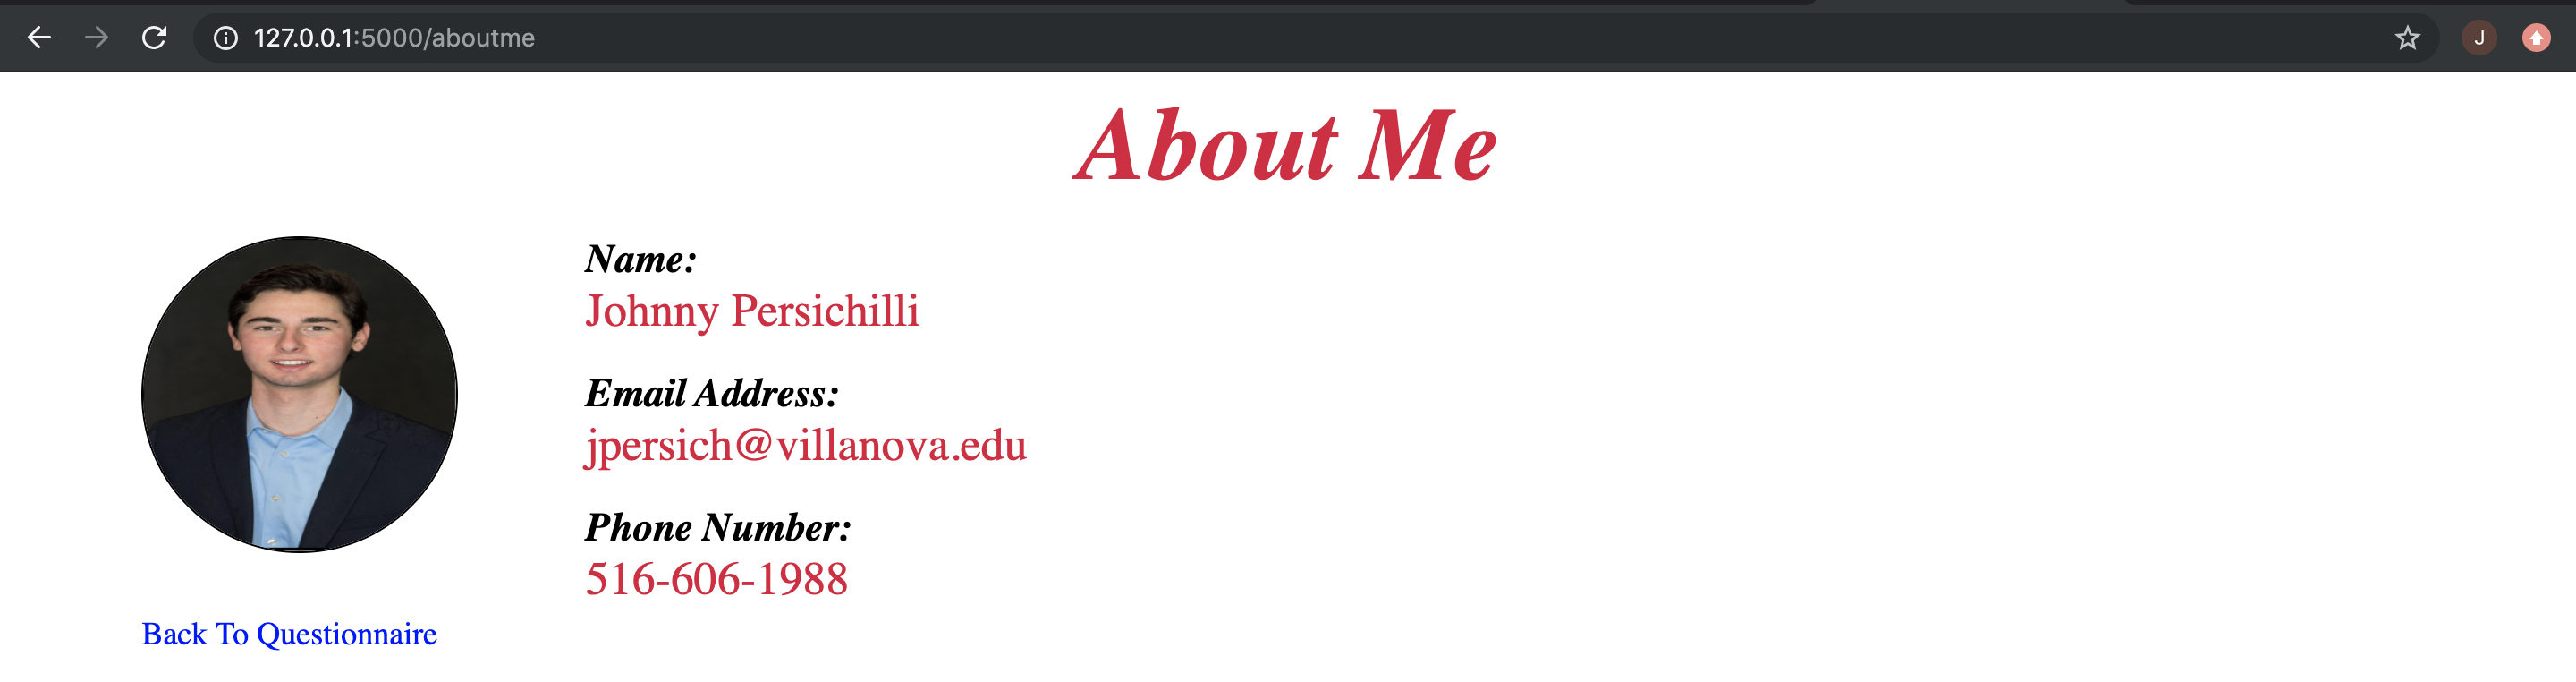 127.0.0.1:5000/aboutme
J
About Me
Name:
Johnny Persichilli
Email Address:
jpersich@villanova.edu
Phone Number:
516-606-1988
Back To Questionnaire